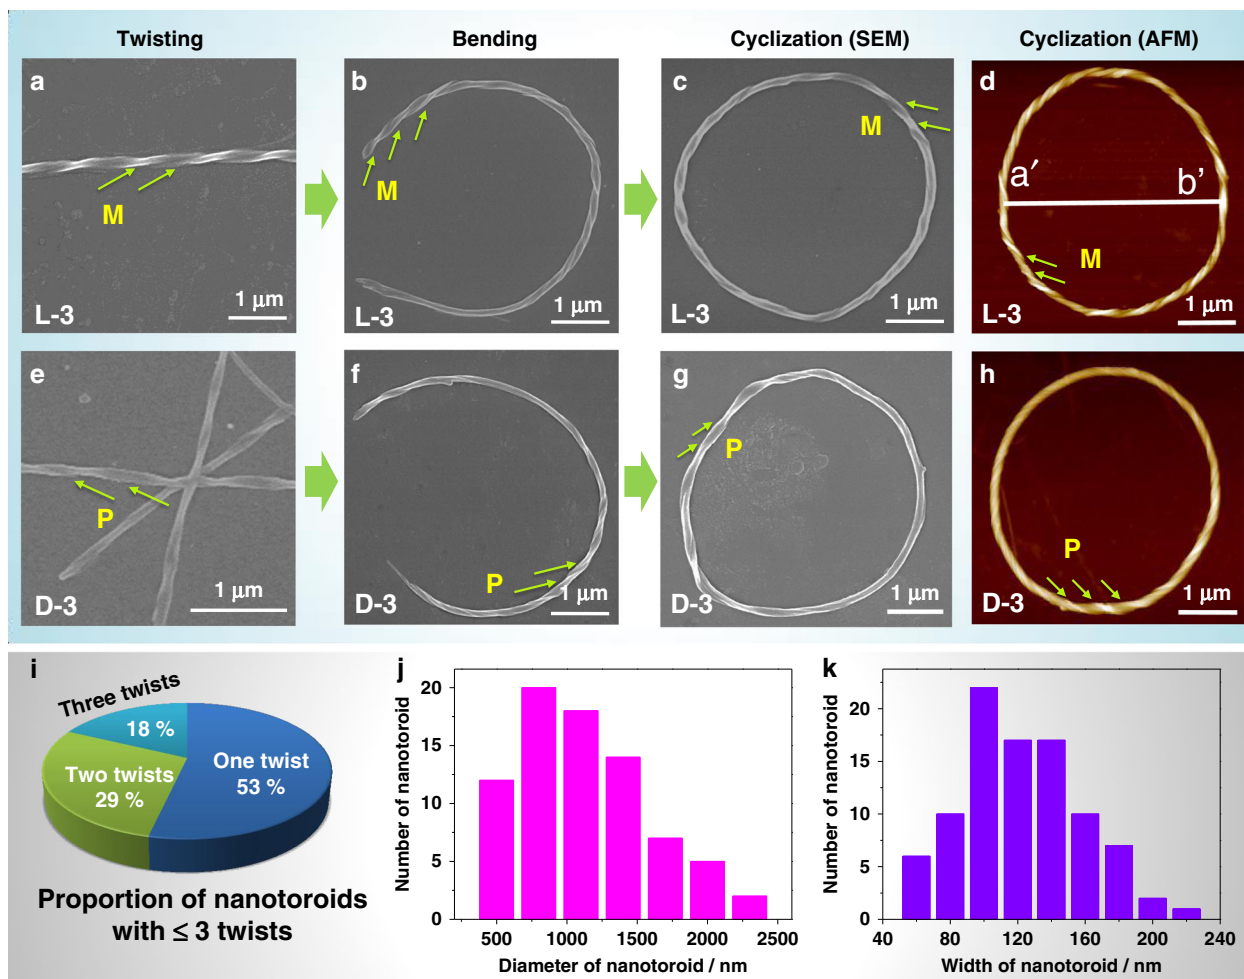 Twisting
Bending
Cyclization (SEM)
Cyclization (AFM)
a
M
1 μm
L-3
b
M
1 μm
L-3
c
M
1 μm
L-3
d
a′
b’
M
1 μm
L-3
e
P
1 μm
D-3
f
P
1 μm
D-3
g
P
1 μm
D-3
h
P
1 μm
D-3
i
Three twists
18 %
Two twists
29 %
One twist
53 %
Proportion of nanotoroids
with ≤ 3 twists
j
Number of nanotoroid
20
15
10
5
0
500
1000
1500
2000
2500
Diameter of nanotoroid / nm
k
Number of nanotoroid
20
15
10
5
0
40
80
120
160
200
240
Width of nanotoroid / nm